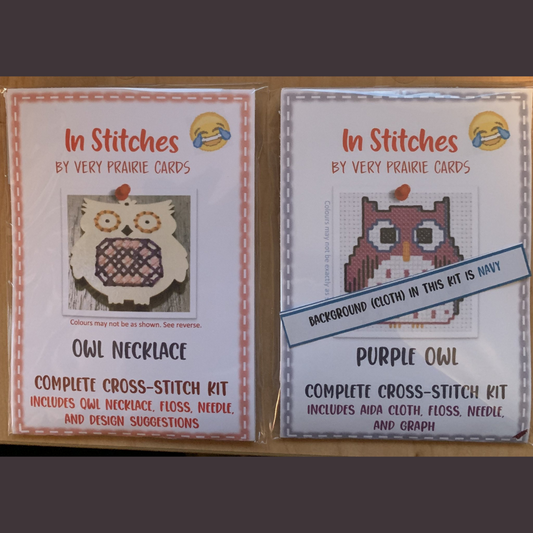 In Stitches
BY VERY PRAIRIE CARDS
Colours may not be as shown. See reverse.
OWL NECKLACE
COMPLETE CROSS-STITCH KIT
INCLUDES OWL NECKLACE, FLOSS, NEEDLE,
AND DESIGN SUGGESTIONS
In Stitches
BY VERY PRAIRIE CARDS
Colours may not be exactly as
BACKGROUND (CLOTH) IN THIS KIT IS NAVY
PURPLE OWL
COMPLETE CROSS-STITCH KIT
INCLUDES AIDA CLOTH, FLOSS, NEEDLE,
AND GRAPH